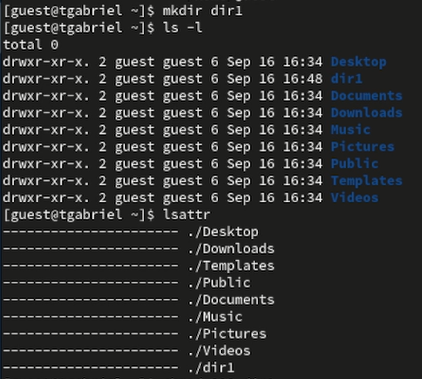 [guest@tgabriel ~]$ mkdir dir1
[guest@tgabriel ~]$ ls -l
total 0
drwxr-xr-x. 2 guest guest 6 Sep 16 16:34 Desktop
drwxr-xr-x. 2 guest guest 6 Sep 16 16:48 dir1
drwxr-xr-x. 2 guest guest 6 Sep 16 16:34 Documents
drwxr-xr-x. 2 guest guest 6 Sep 16 16:34 Downloads
drwxr-xr-x. 2 guest guest 6 Sep 16 16:34 Music
drwxr-xr-x. 2 guest guest 6 Sep 16 16:34 Pictures
drwxr-xr-x. 2 guest guest 6 Sep 16 16:34 Public
drwxr-xr-x. 2 guest guest 6 Sep 16 16:34 Templates
drwxr-xr-x. 2 guest guest 6 Sep 16 16:34 Videos
[guest@tgabriel ~]$ lsattr
---------------------- ./Desktop
---------------------- ./Downloads
---------------------- ./Templates
---------------------- ./Public
---------------------- ./Documents
---------------------- ./Music
---------------------- ./Pictures
---------------------- ./Videos
---------------------- ./dir1